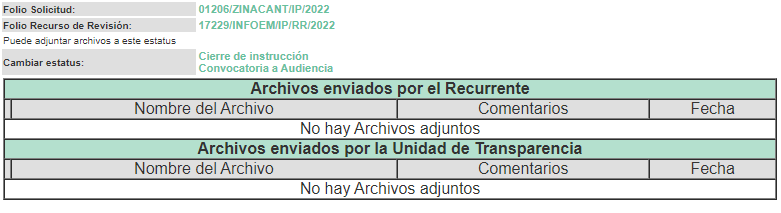 Folio Solicitud: 01206/ZINACANT/IP/2022
Folio Recurso de Revisión: 17229/INFOEM/IP/RR/2022
Puede adjuntar archivos a este estatus
Cambiar estatus: Cierre de instrucción
Convocatoria a Audiencia
Archivos enviados por el Recurrente
Nombre del Archivo Comentarios Fecha
No hay Archivos adjuntos
Archivos enviados por la Unidad de Transparencia
Nombre del Archivo Comentarios Fecha
No hay Archivos adjuntos